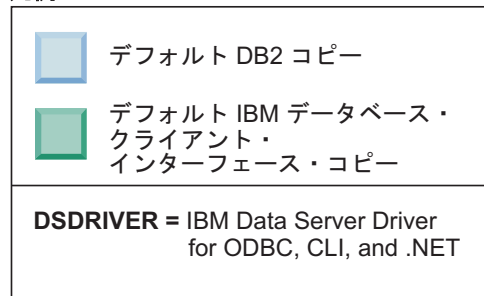 デフォルト DB2 コピー
デフォルト IBM データベース・
クライアント・
インターフェース・コピー
DSDRIVER = IBM Data Server Driver
for ODBC, CLI, and .NET